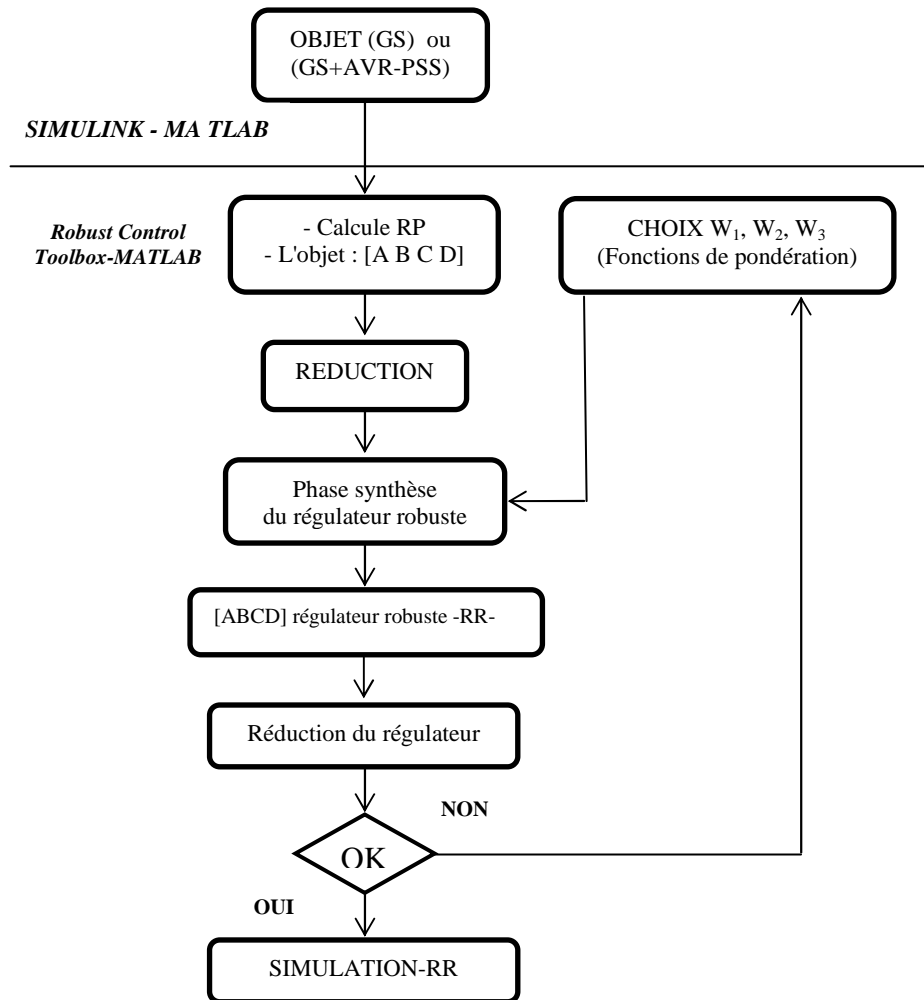 OBJET (GS) ou
(GS+AVR-PSS)
SIMULINK - MA TLAB
Robust Control
Toolbox-MATLAB
- Calcule RP
- L'objet : [A B C D]
CHOIX W₁, W₂, W₃
(Fonctions de pondération)
REDUCTION
Phase synthèse
du régulateur robuste
[ABCD] régulateur robuste -RR-
Réduction du régulateur
NON
OK
OUI
SIMULATION-RR